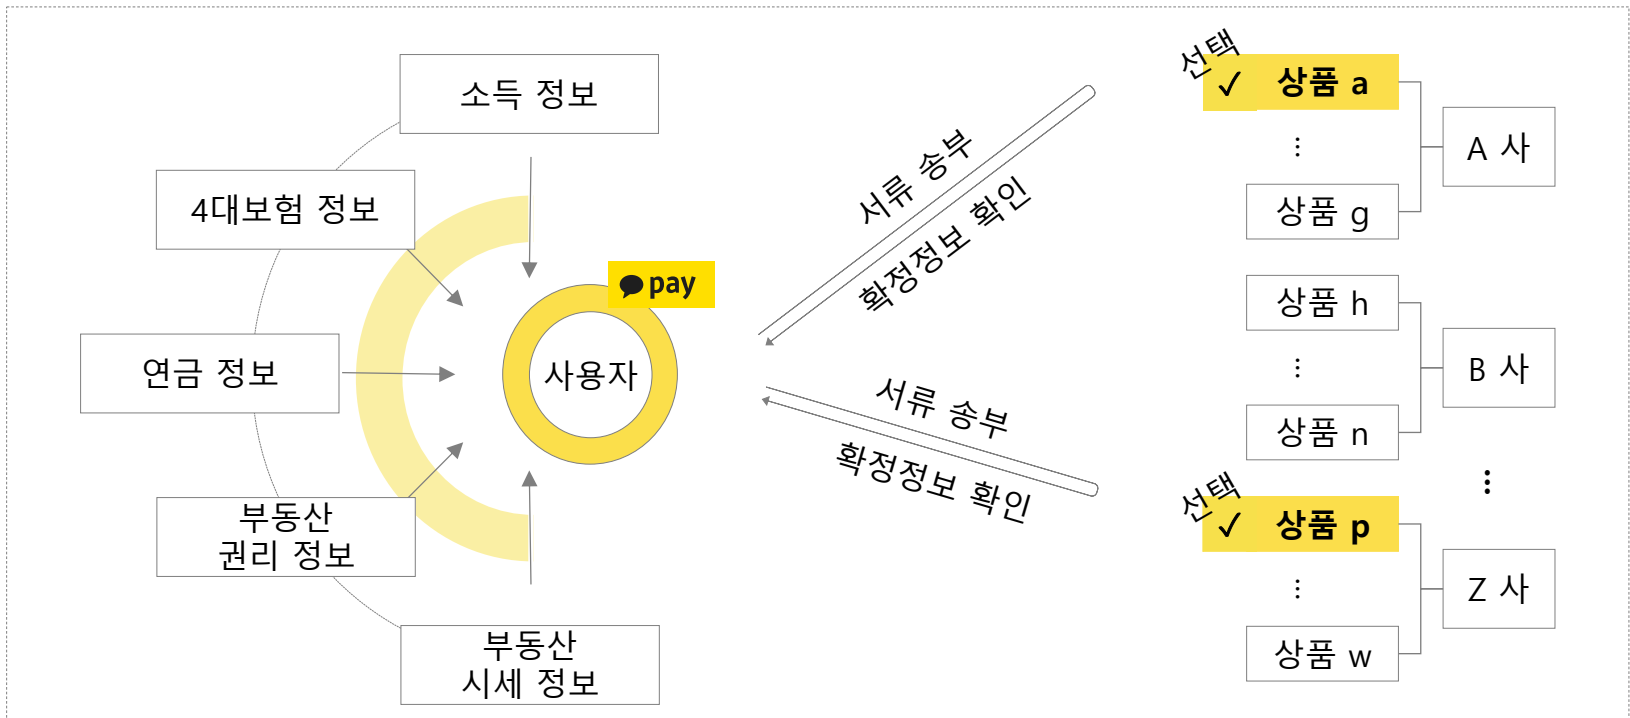 소득 정보
4대보험 정보
연금 정보
부동산
권리 정보
부동산
시세 정보
pay
사용자
서류 송부
확정정보 확인
서류 송부
확정정보 확인
선택
✓ 상품 a
⋮
상품 g
A 사
상품 h
⋮
상품 n
B 사
⋮
선택
✓ 상품 p
⋮
상품 w
Z 사